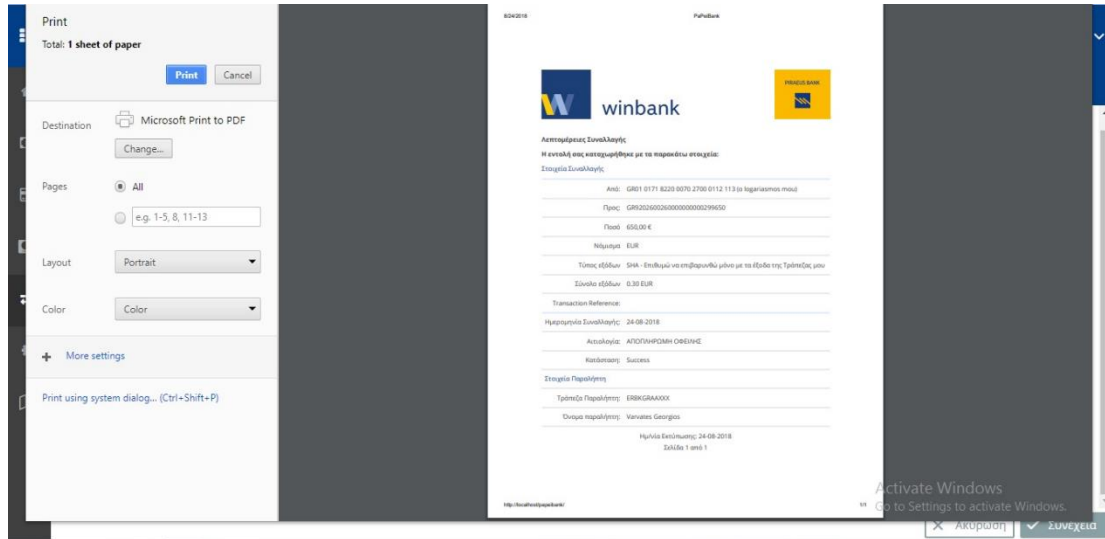 Print
Total: 1 sheet of paper
Print Cancel
Destination Microsoft Print to PDF
Change...
Pages All
e.g. 1-5, 8, 11-13
Layout Portrait
Color Color
+ More settings
Print using system dialog... (Ctrl+Shift+P)
8/24/2018 PaPeiBank
winbank
PIRAEUS BANK
Λεπτομέρειες Συναλλαγής
Η εντολή σας καταχωρήθηκε με τα παρακάτω στοιχεία:
Στοιχεία Συναλλαγής
Από: GR01 0171 8220 0070 2700 0112 113 (o logariasmos mou)
Προς: GR9202600260000000000299650
Ποσό 650,00 €
Νόμισμα EUR
Τύπος εξόδων SHA - Επιθυμώ να επιβαρυνθώ μόνο με τα έξοδα της Τράπεζας μου
Σύνολο εξόδων 0.30 EUR
Transaction Reference:
Ημερομηνία Συναλλαγής: 24-08-2018
Αιτιολογία: ΑΠΟΠΛΗΡΩΜΗ ΟΦΕΙΛΗΣ
Κατάσταση: Success
Στοιχεία Παραλήπτη
Τράπεζα Παραλήπτη: ERBKGRAAXXX
Όνομα παραλήπτη: Varvates Georgios
Ημ/νία Εκτύπωσης: 24-08-2018
Σελίδα 1 από 1
http://localhost/papeibank/ 1/1
Activate Windows
Go to Settings to activate Windows.
Ακύρωση Συνέχεια